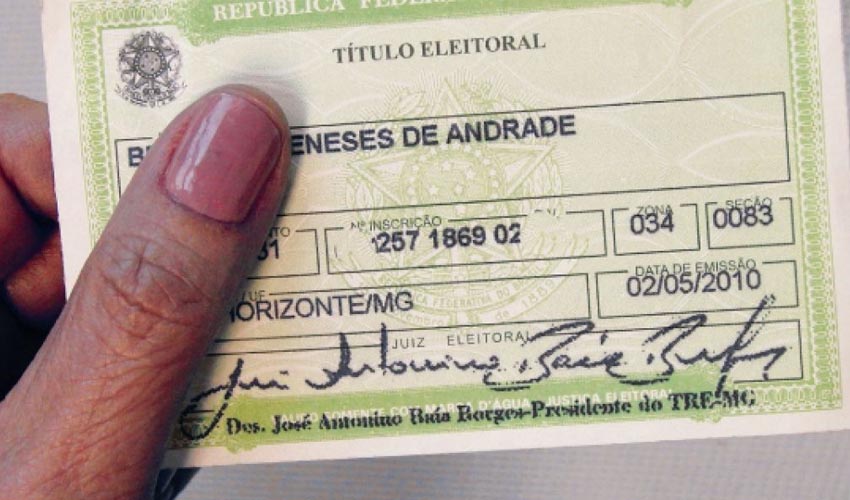 REPÚBLICA
TÍTULO ELEITORAL
ENESES DE ANDRADE
Nº INSCRIÇÃO ZONA SEÇÃO
257 1869 02 034 0083
DATA DE EMISSÃO
HORIZONTE/MG 02/05/2010
JUIZ ELEITORAL
Des. José Antonino Baía Borges-Presidente do TRE-MG